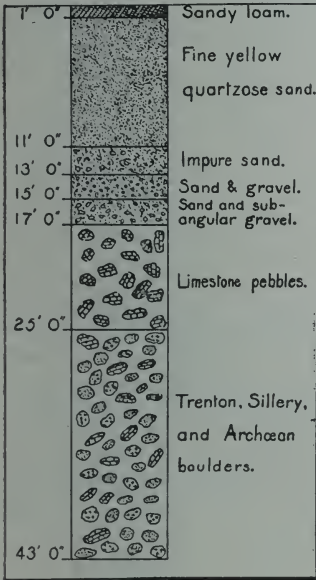 1' 0" Sandy loam.
Fine yellow
quartzose sand.
11' 0"
Impure sand.
13' 0"
Sand & gravel.
15' 0"
Sand and sub-
angular gravel.
17' 0"
Limestone pebbles.
25' 0"
Trenton, Sillery,
and Archœan
boulders.
43' 0"